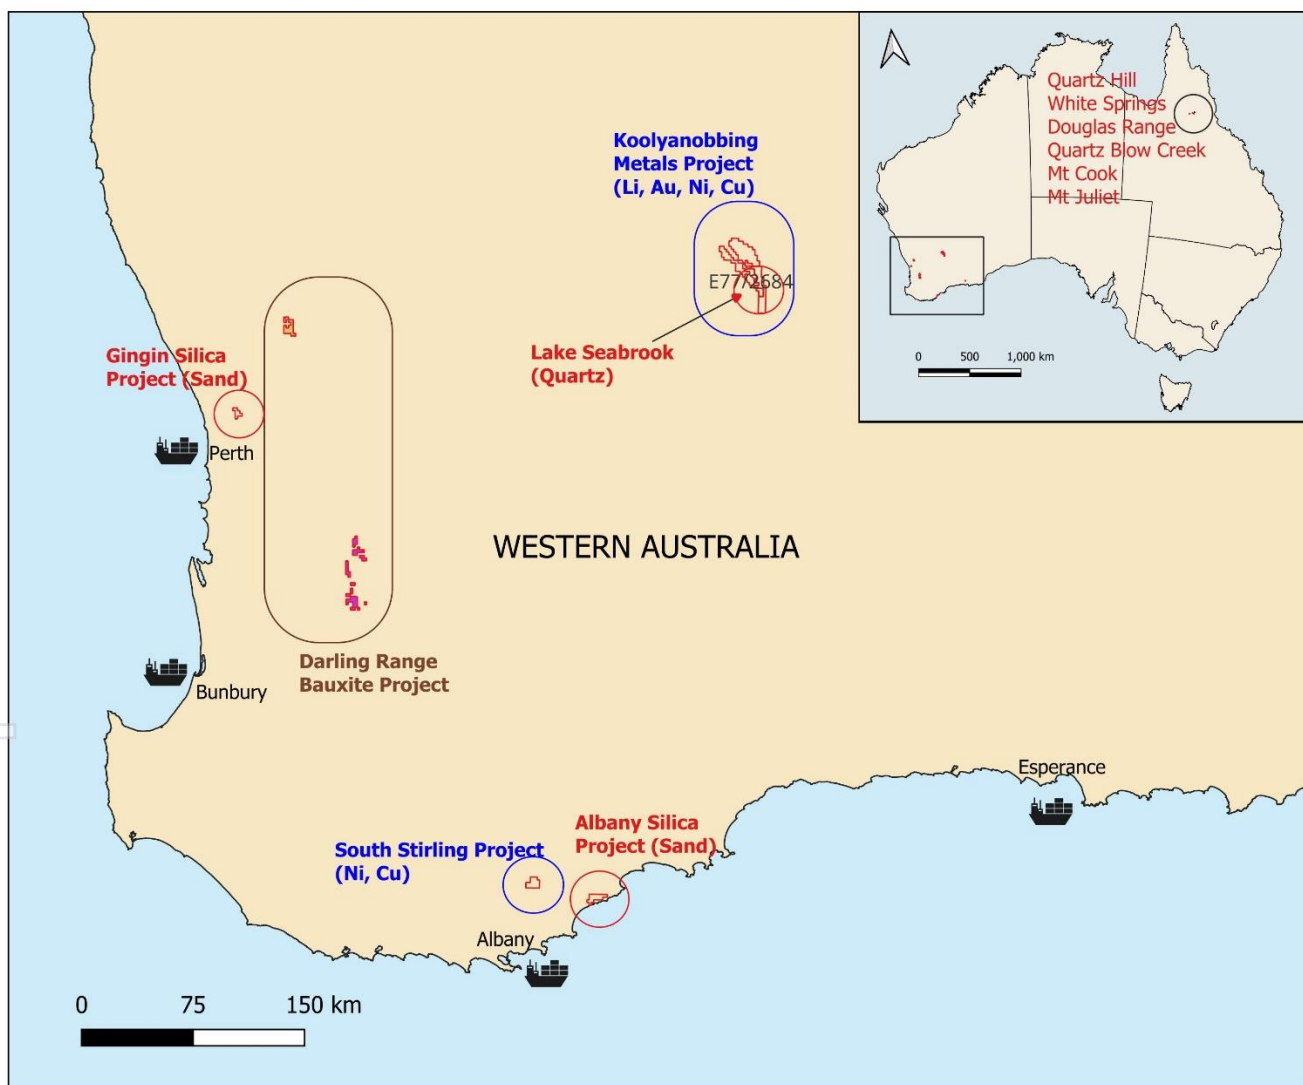 Quartz Hill
White Springs
Douglas Range
Quartz Blow Creek
Mt Cook
Mt Juliet
0 500 1,000 km
Koolyanobbing
Metals Project
(Li, Au, Ni, Cu)
E77/2684
Lake Seabrook
(Quartz)
Gingin Silica
Project (Sand)
Perth
WESTERN AUSTRALIA
Darling Range
Bauxite Project
Bunbury
Esperance
Albany Silica
Project (Sand)
South Stirling Project
(Ni, Cu)
Albany
0 75 150 km